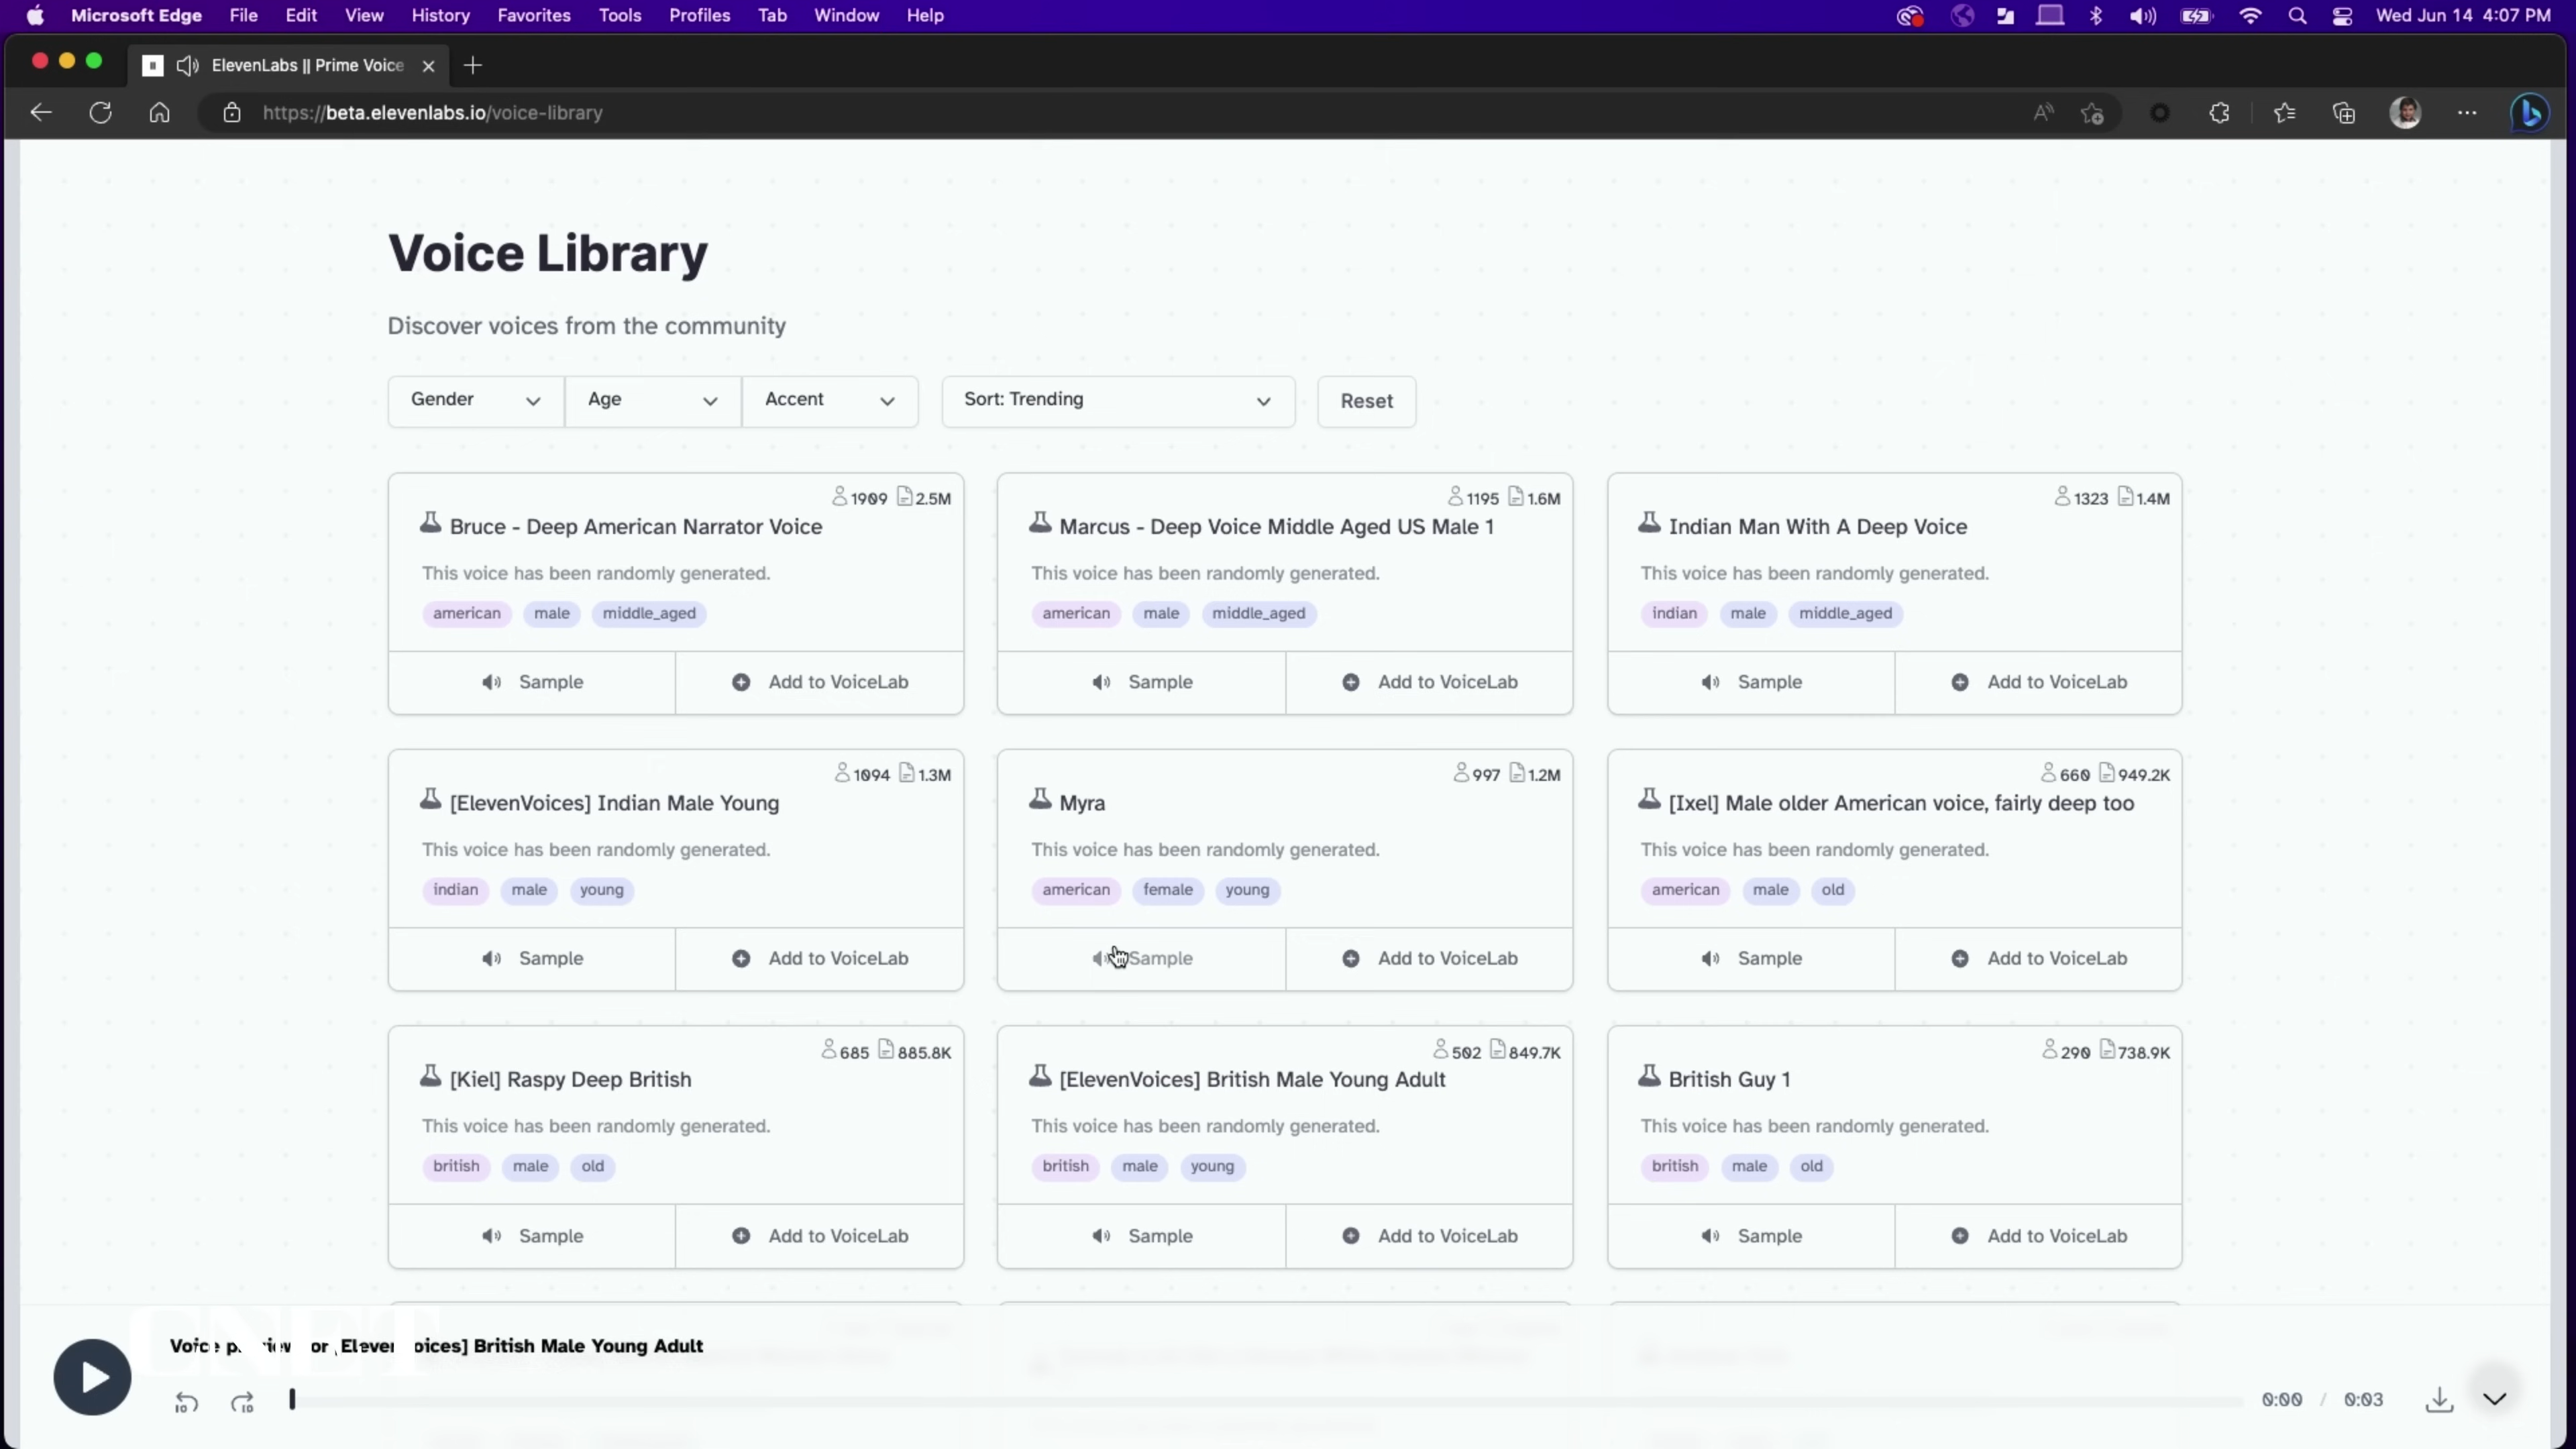 Microsoft Edge File Edit View History Favorites Tools Profiles Tab Window Help Wed Jun 14 4:07 PM
ElevenLabs || Prime Voice
https://beta.elevenlabs.io/voice-library
Voice Library
Discover voices from the community
Gender Age Accent Sort: Trending Reset
1909 2.5M
Bruce - Deep American Narrator Voice
This voice has been randomly generated.
american male middle_aged
Sample Add to VoiceLab
1195 1.6M
Marcus - Deep Voice Middle Aged US Male 1
This voice has been randomly generated.
american male middle_aged
Sample Add to VoiceLab
1323 1.4M
Indian Man With A Deep Voice
This voice has been randomly generated.
indian male middle_aged
Sample Add to VoiceLab
1094 1.3M
[ElevenVoices] Indian Male Young
This voice has been randomly generated.
indian male young
Sample Add to VoiceLab
997 1.2M
Myra
This voice has been randomly generated.
american female young
Sample Add to VoiceLab
660 949.2K
[Ixel] Male older American voice, fairly deep too
This voice has been randomly generated.
american male old
Sample Add to VoiceLab
685 885.8K
[Kiel] Raspy Deep British
This voice has been randomly generated.
british male old
Sample Add to VoiceLab
502 849.7K
[ElevenVoices] British Male Young Adult
This voice has been randomly generated.
british male young
Sample Add to VoiceLab
290 738.9K
British Guy 1
This voice has been randomly generated.
british male old
Sample Add to VoiceLab
CNET
Voice British Male Young Adult
10 10 0:00 / 0:03